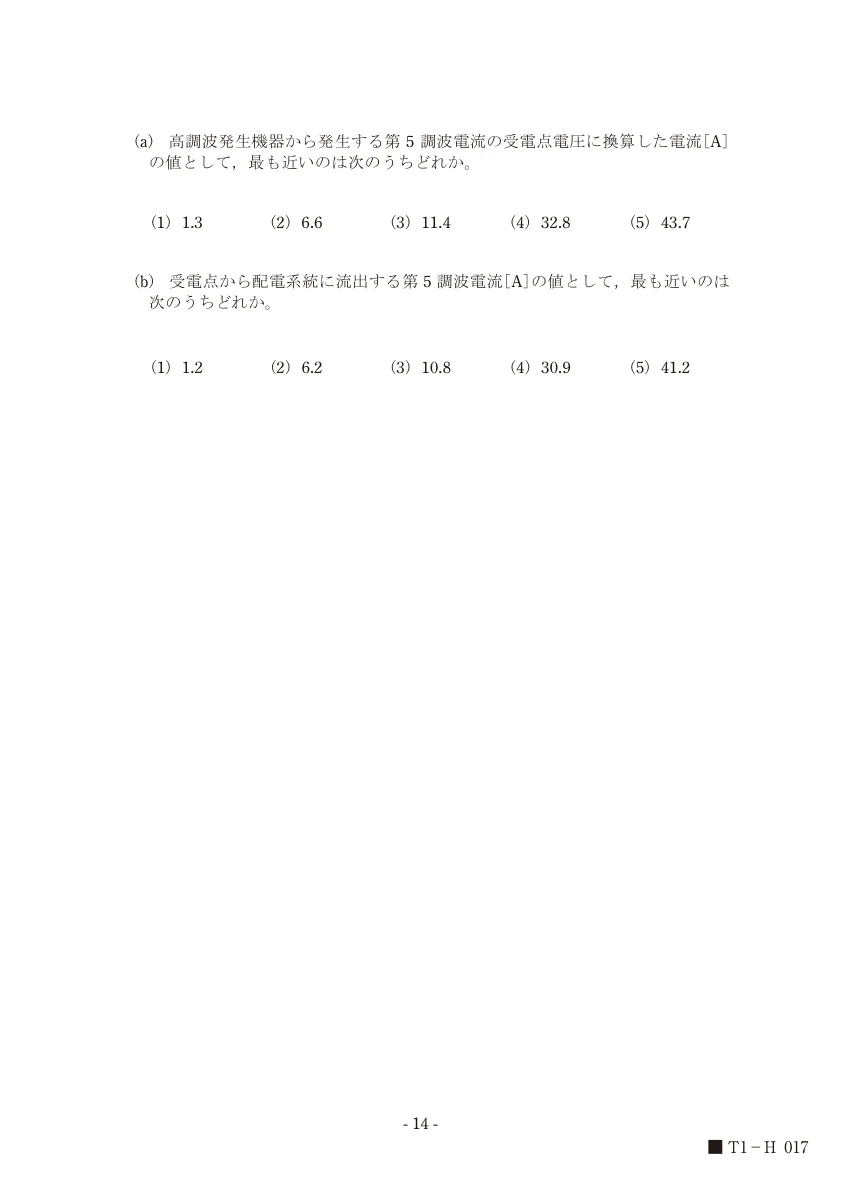 (a) 高調波発生機器から発生する第 5 調波電流の受電点電圧に換算した電流[A]
の値として，最も近いのは次のうちどれか。
(1) 1.3 (2) 6.6 (3) 11.4 (4) 32.8 (5) 43.7
(b) 受電点から配電系統に流出する第 5 調波電流[A]の値として，最も近いのは
次のうちどれか。
(1) 1.2 (2) 6.2 (3) 10.8 (4) 30.9 (5) 41.2
- 14 -
■ T1－H 017